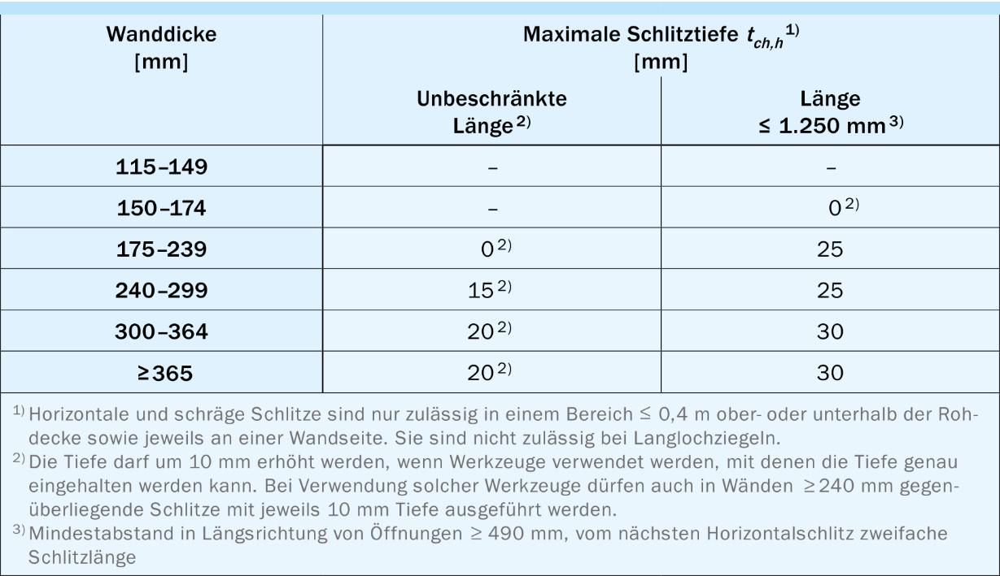 Wanddicke
[mm]
Maximale Schlitztiefe t_ch,h 1)
[mm]
Unbeschränkte
Länge 2)
Länge
≤ 1.250 mm 3)
115–149 – –
150–174 – 0 2)
175–239 0 2) 25
240–299 15 2) 25
300–364 20 2) 30
≥ 365 20 2) 30
1) Horizontale und schräge Schlitze sind nur zulässig in einem Bereich ≤ 0,4 m ober- oder unterhalb der Roh-
decke sowie jeweils an einer Wandseite. Sie sind nicht zulässig bei Langlochziegeln.
2) Die Tiefe darf um 10 mm erhöht werden, wenn Werkzeuge verwendet werden, mit denen die Tiefe genau
eingehalten werden kann. Bei Verwendung solcher Werkzeuge dürfen auch in Wänden ≥ 240 mm gegen-
überliegende Schlitze mit jeweils 10 mm Tiefe ausgeführt werden.
3) Mindestabstand in Längsrichtung von Öffnungen ≥ 490 mm, vom nächsten Horizontalschlitz zweifache
Schlitzlänge